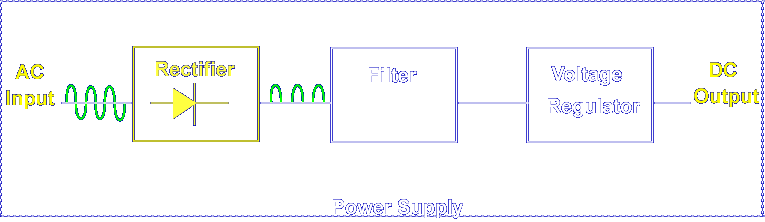 AC
Input
Rectifier
Filter
Voltage
Regulator
DC
Output
Power Supply